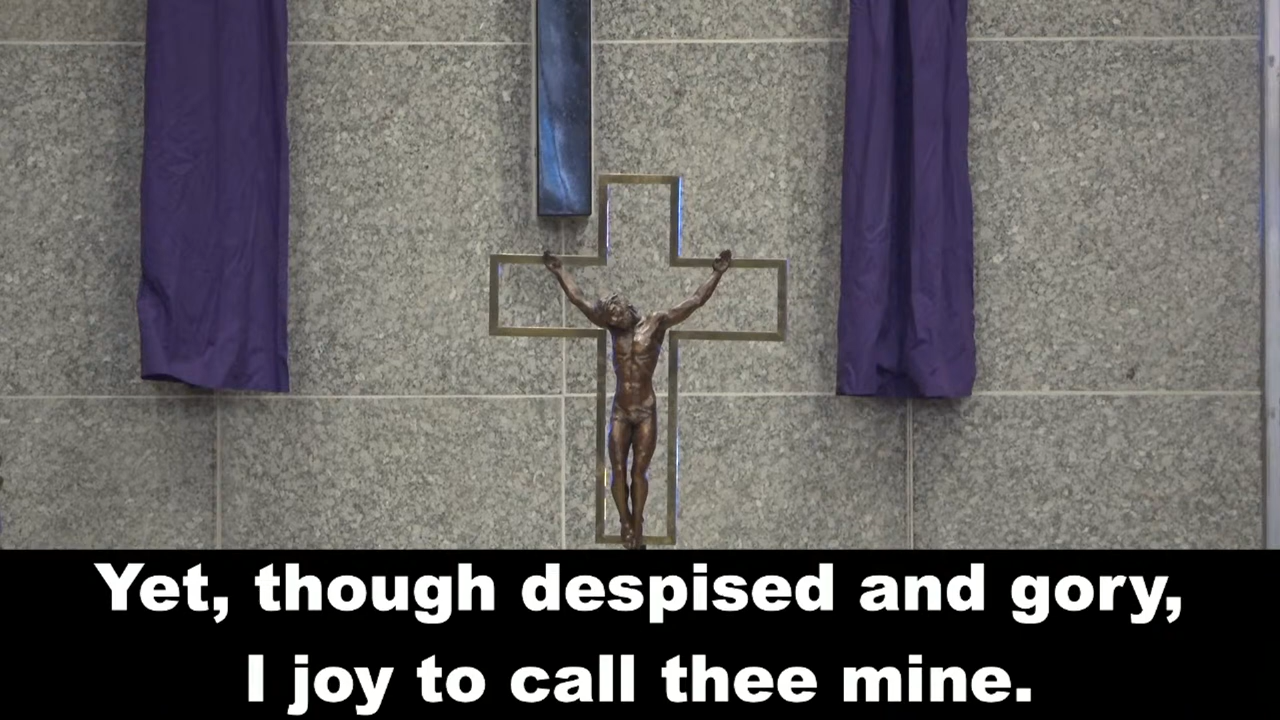 Yet, though despised and gory,
I joy to call thee mine.